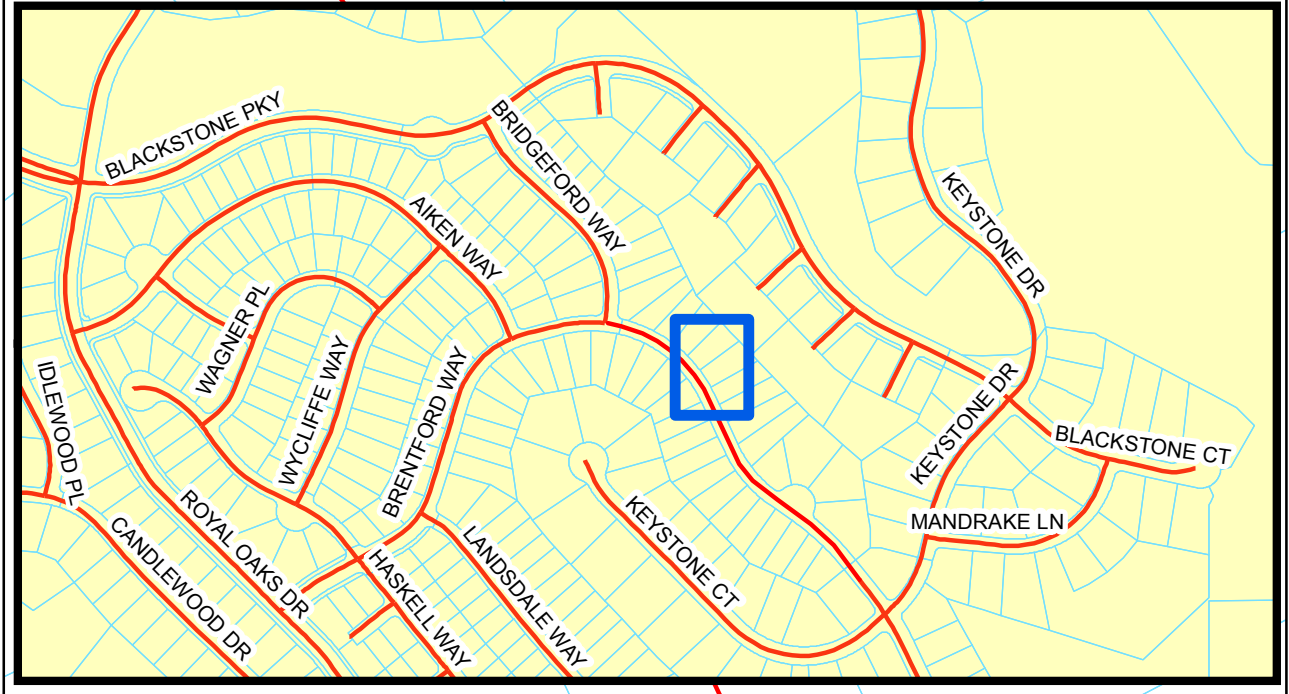 BLACKSTONE PKY
BRIDGEFORD WAY
KEYSTONE DR
AIKEN WAY
WAGNER PL
WYCLIFFE WAY
BRENTFORD WAY
IDLEWOOD PL
KEYSTONE DR
BLACKSTONE CT
ROYAL OAKS DR
CANDLEWOOD DR
HASKELL WAY
LANDSDALE WAY
KEYSTONE CT
MANDRAKE LN